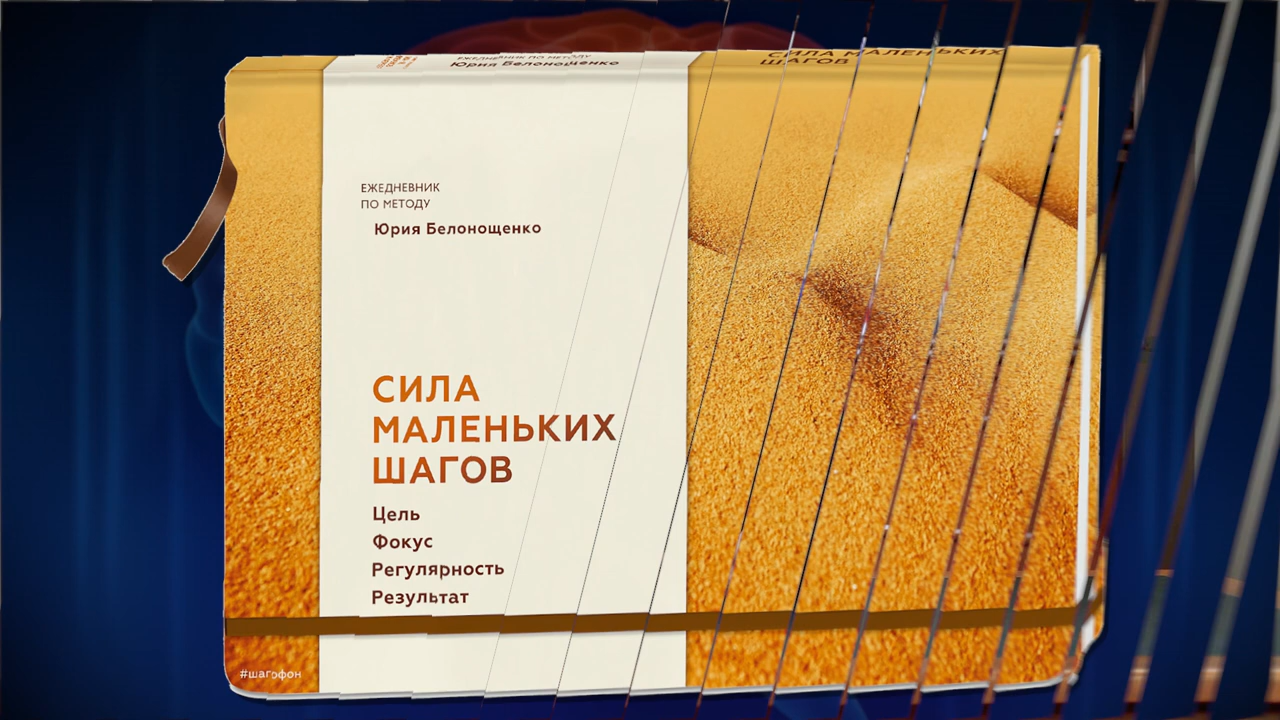 ЕЖЕДНЕВНИК ПО МЕТОДУ
Юрия Белонощенко
СИЛА МАЛЕНЬКИХ
ШАГОВ
ЕЖЕДНЕВНИК
ПО МЕТОДУ
Юрия Белонощенко
СИЛА
МАЛЕНЬКИХ
ШАГОВ
Цель
Фокус
Регулярность
Результат
#шагофон